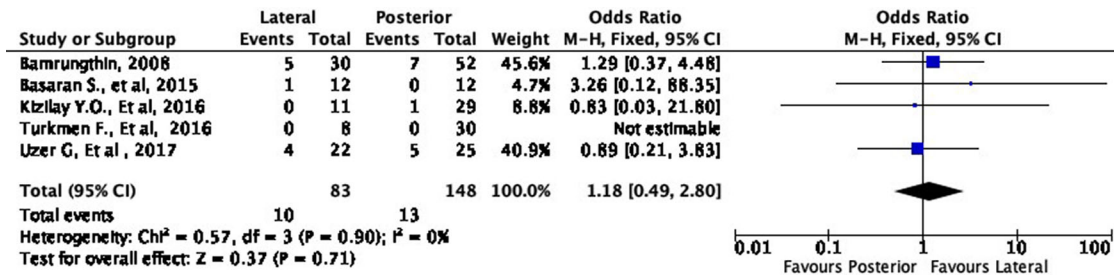 Lateral Posterior Odds Ratio Odds Ratio
Study or Subgroup Events Total Events Total Weight M-H, Fixed, 95% CI M-H, Fixed, 95% CI
Bamrungthin, 2008 5 30 7 52 45.6% 1.29 [0.37, 4.48]
Basaran S., et al, 2015 1 12 0 12 4.7% 3.26 [0.12, 88.35]
Kizilay Y.O., Et al, 2016 0 11 1 29 8.8% 0.83 [0.03, 21.80]
Turkmen F., Et al, 2016 0 8 0 30 Not estimable
Uzer G, Et al , 2017 4 22 5 25 40.9% 0.89 [0.21, 3.83]
Total (95% CI) 83 148 100.0% 1.18 [0.49, 2.80]
Total events 10 13
Heterogeneity: Chi² = 0.57, df = 3 (P = 0.90); I² = 0%
Test for overall effect: Z = 0.37 (P = 0.71)
0.01 0.1 1 10 100
Favours Posterior Favours Lateral